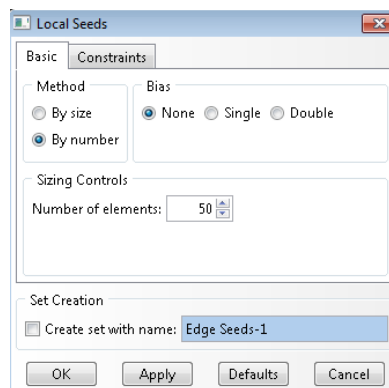 Local Seeds
Basic Constraints
Method Bias
By size None Single Double
By number
Sizing Controls
Number of elements: 50
Set Creation
Create set with name: Edge Seeds-1
OK Apply Defaults Cancel